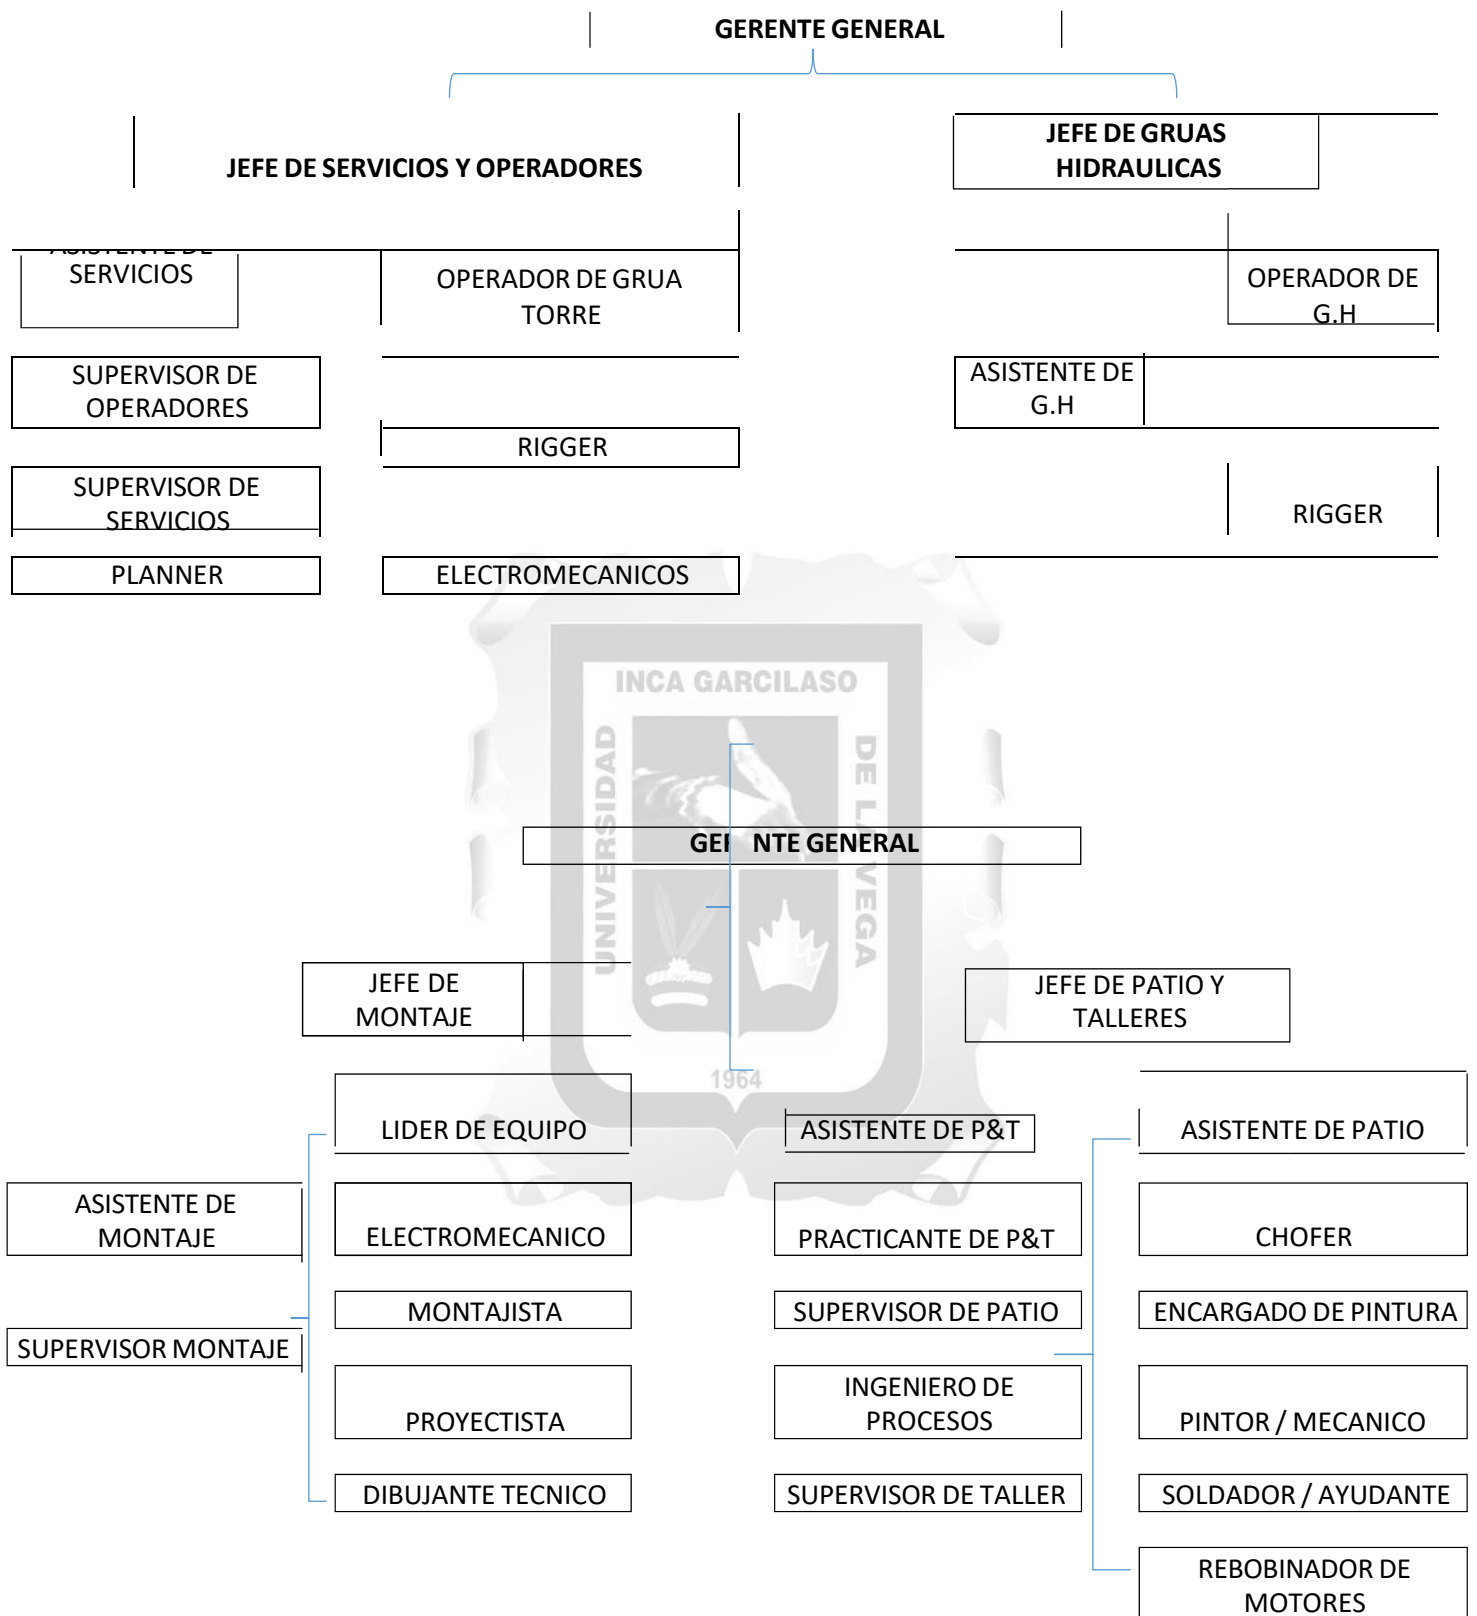 GERENTE GENERAL
JEFE DE SERVICIOS Y OPERADORES
JEFE DE GRUAS
HIDRAULICAS
ASISTENTE DE
SERVICIOS
OPERADOR DE GRUA
TORRE
OPERADOR DE
G.H
SUPERVISOR DE
OPERADORES
ASISTENTE DE
G.H
RIGGER
SUPERVISOR DE
SERVICIOS
RIGGER
PLANNER
ELECTROMECANICOS
INCA GARCILASO
UNIVERSIDAD
DE LA VEGA
GERENTE GENERAL
JEFE DE
MONTAJE
JEFE DE PATIO Y
TALLERES
1964
LIDER DE EQUIPO
ASISTENTE DE P&T
ASISTENTE DE PATIO
ASISTENTE DE
MONTAJE
ELECTROMECANICO
PRACTICANTE DE P&T
CHOFER
MONTAJISTA
SUPERVISOR DE PATIO
ENCARGADO DE PINTURA
SUPERVISOR MONTAJE
PROYECTISTA
INGENIERO DE
PROCESOS
PINTOR / MECANICO
DIBUJANTE TECNICO
SUPERVISOR DE TALLER
SOLDADOR / AYUDANTE
REBOBINADOR DE
MOTORES